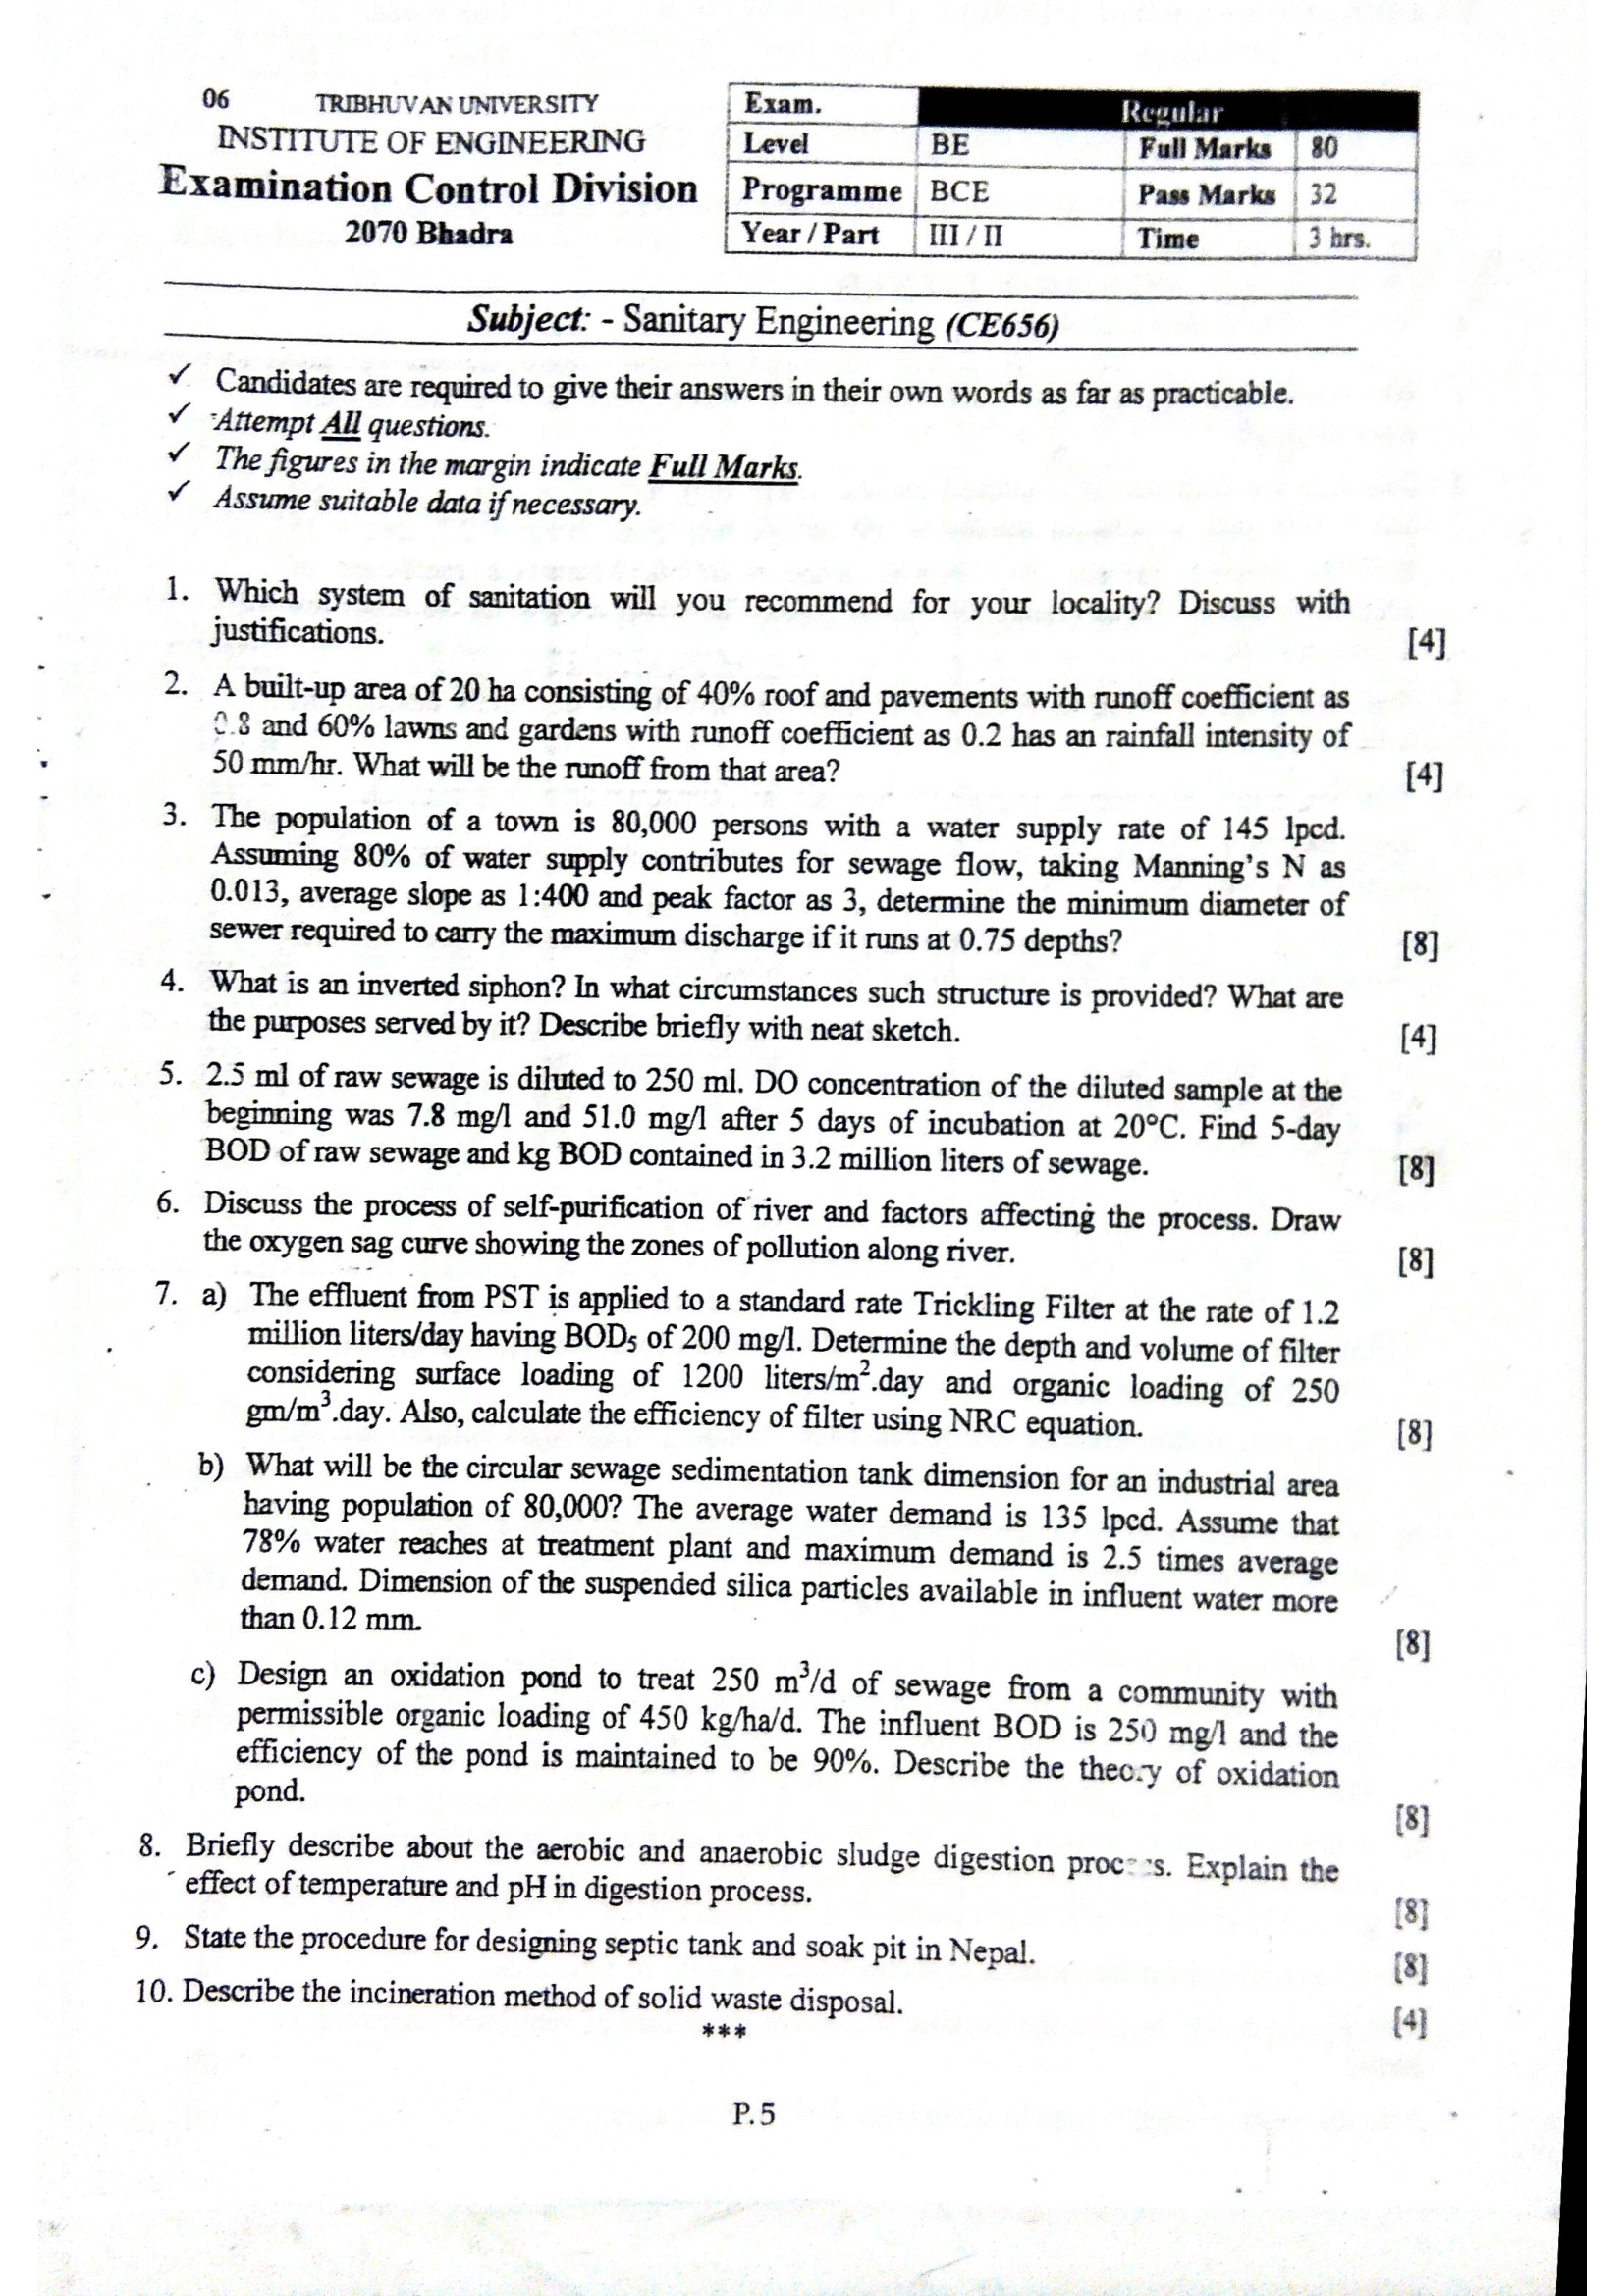 06 TRIBHUVAN UNIVERSITY
INSTITUTE OF ENGINEERING
Examination Control Division
2070 Bhadra
Exam. Regular
Level BE Full Marks 80
Programme BCE Pass Marks 32
Year / Part III / II Time 3 hrs.
Subject: - Sanitary Engineering (CE656)
✓ Candidates are required to give their answers in their own words as far as practicable.
✓ Attempt All questions.
✓ The figures in the margin indicate Full Marks.
✓ Assume suitable data if necessary.
1. Which system of sanitation will you recommend for your locality? Discuss with
justifications. [4]
2. A built-up area of 20 ha consisting of 40% roof and pavements with runoff coefficient as
0.8 and 60% lawns and gardens with runoff coefficient as 0.2 has an rainfall intensity of
50 mm/hr. What will be the runoff from that area? [4]
3. The population of a town is 80,000 persons with a water supply rate of 145 lpcd.
Assuming 80% of water supply contributes for sewage flow, taking Manning's N as
0.013, average slope as 1:400 and peak factor as 3, determine the minimum diameter of
sewer required to carry the maximum discharge if it runs at 0.75 depths? [8]
4. What is an inverted siphon? In what circumstances such structure is provided? What are
the purposes served by it? Describe briefly with neat sketch. [4]
5. 2.5 ml of raw sewage is diluted to 250 ml. DO concentration of the diluted sample at the
beginning was 7.8 mg/l and 51.0 mg/l after 5 days of incubation at 20°C. Find 5-day
BOD of raw sewage and kg BOD contained in 3.2 million liters of sewage. [8]
6. Discuss the process of self-purification of river and factors affecting the process. Draw
the oxygen sag curve showing the zones of pollution along river. [8]
7. a) The effluent from PST is applied to a standard rate Trickling Filter at the rate of 1.2
million liters/day having BOD₅ of 200 mg/l. Determine the depth and volume of filter
considering surface loading of 1200 liters/m².day and organic loading of 250
gm/m³.day. Also, calculate the efficiency of filter using NRC equation. [8]
b) What will be the circular sewage sedimentation tank dimension for an industrial area
having population of 80,000? The average water demand is 135 lpcd. Assume that
78% water reaches at treatment plant and maximum demand is 2.5 times average
demand. Dimension of the suspended silica particles available in influent water more
than 0.12 mm. [8]
c) Design an oxidation pond to treat 250 m³/d of sewage from a community with
permissible organic loading of 450 kg/ha/d. The influent BOD is 250 mg/l and the
efficiency of the pond is maintained to be 90%. Describe the theory of oxidation
pond. [8]
8. Briefly describe about the aerobic and anaerobic sludge digestion process. Explain the
effect of temperature and pH in digestion process. [8]
9. State the procedure for designing septic tank and soak pit in Nepal. [8]
10. Describe the incineration method of solid waste disposal. [4]
***
P.5